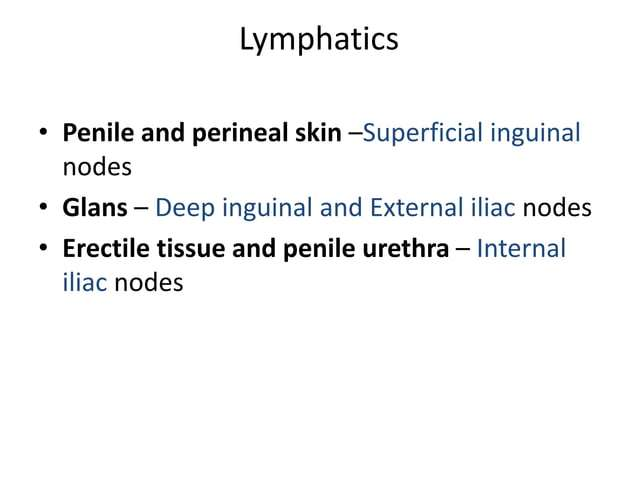 Lymphatics
• Penile and perineal skin –Superficial inguinal
nodes
• Glans – Deep inguinal and External iliac nodes
• Erectile tissue and penile urethra – Internal
iliac nodes